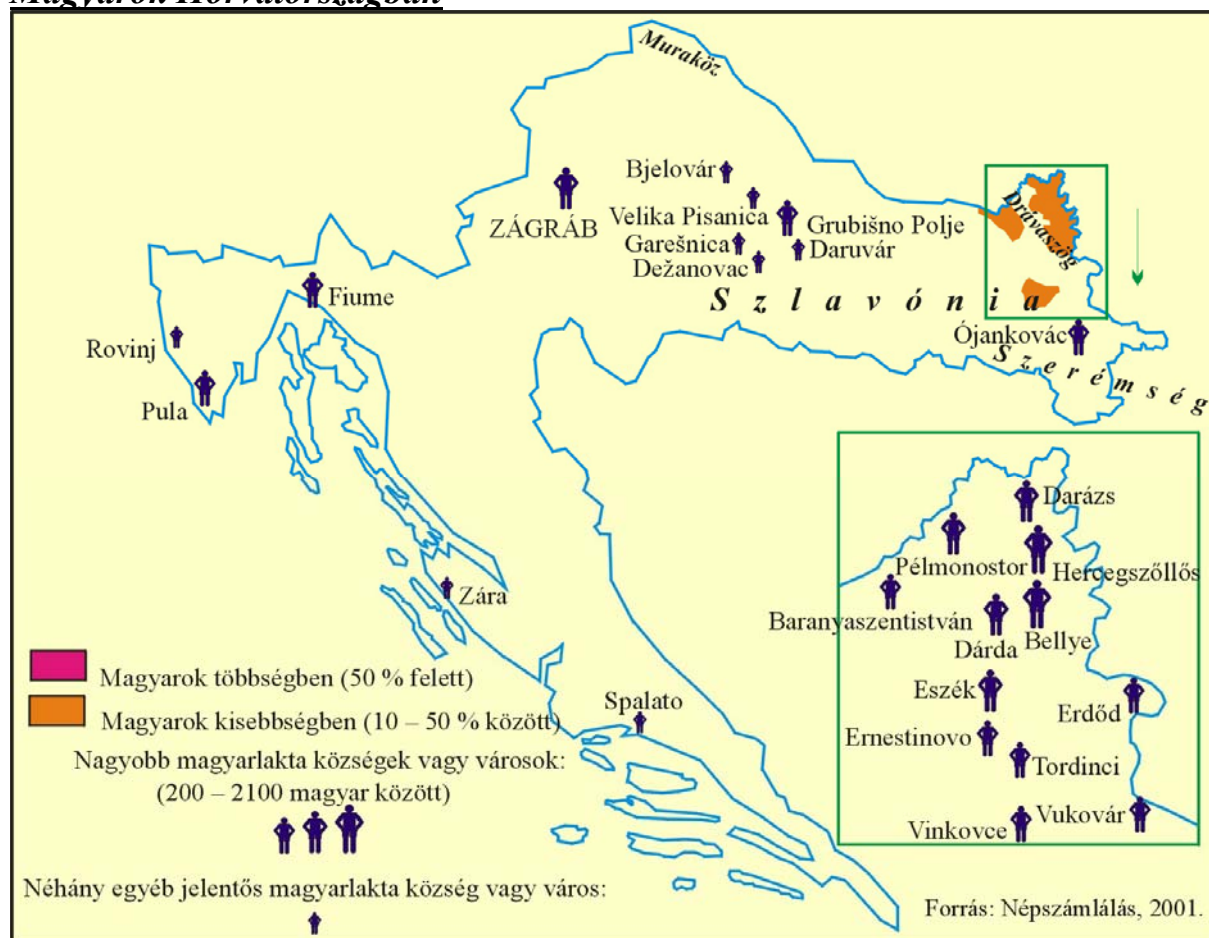 Magyarok Horvátországban
Muraköz
Bjelovár
ZÁGRÁB
Velika Pisanica
Grubišno Polje
Garešnica
Daruvár
Dežanovac
Drávaszög
Szlavónia
Fiume
Ójankovác
Szerémség
Rovinj
Pula
Darázs
Pélmonostor
Hercegszőllős
Baranyaszentistván
Dárda
Bellye
Zára
Eszék
Erdőd
Ernestinovo
Tordinci
Vinkovce
Vukovár
Spalato
Magyarok többségben (50 % felett)
Magyarok kisebbségben (10 – 50 % között)
Nagyobb magyarlakta községek vagy városok:
(200 – 2100 magyar között)
Néhány egyéb jelentős magyarlakta község vagy város:
Forrás: Népszámlálás, 2001.